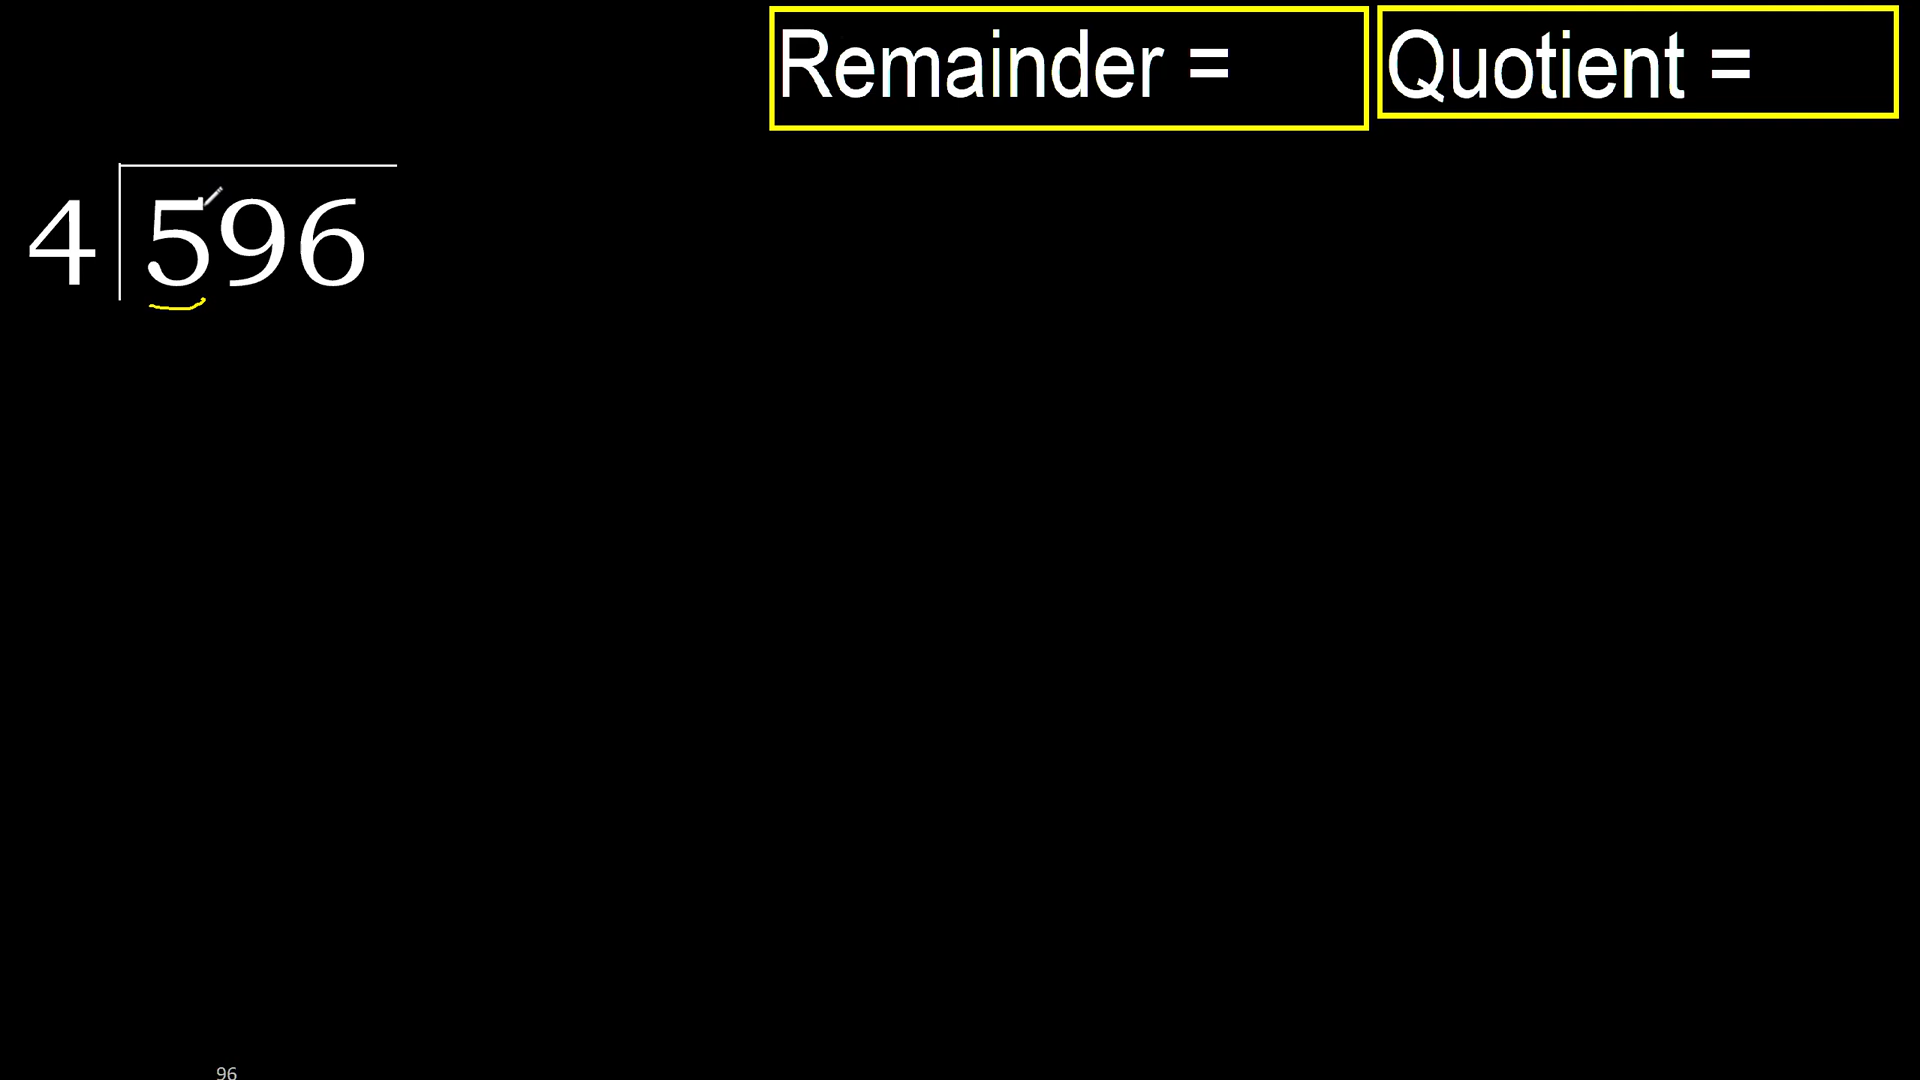 Remainder = Quotient =
4 596
96